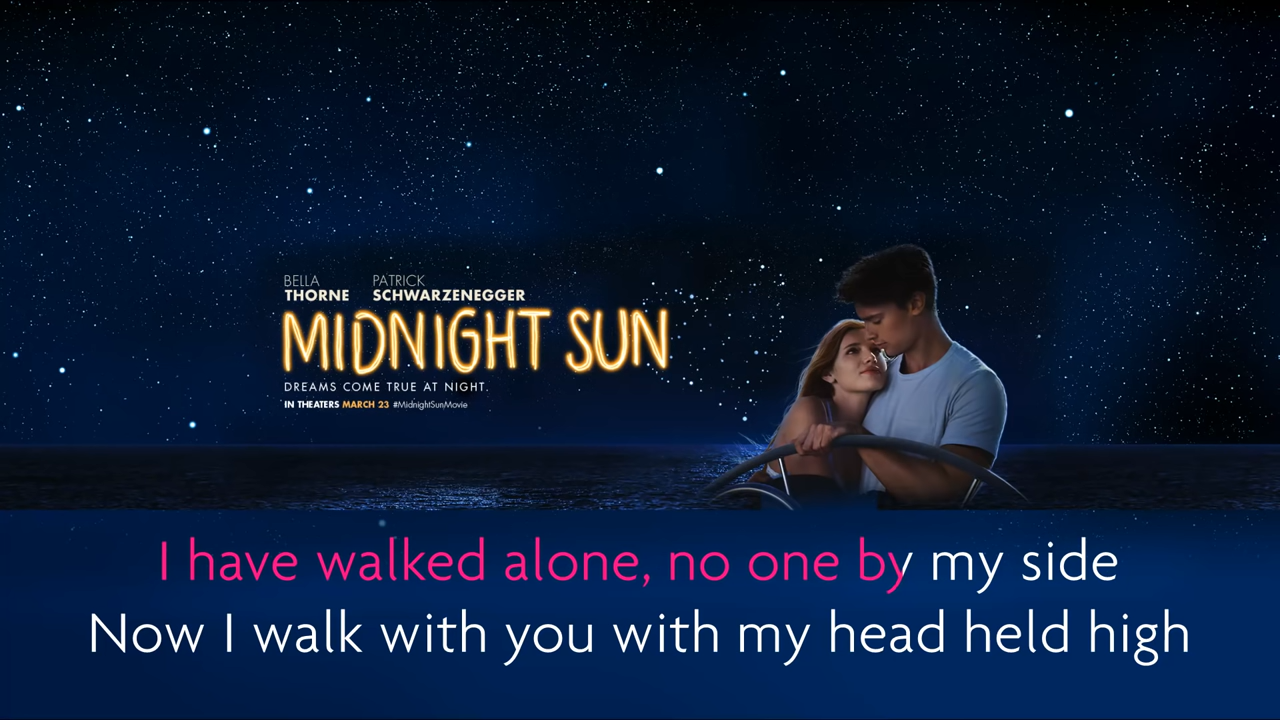 BELLA PATRICK
THORNE SCHWARZENEGGER
MIDNIGHT SUN
DREAMS COME TRUE AT NIGHT.
IN THEATERS MARCH 23 #MidnightSunMovie
I have walked alone, no one by my side
Now I walk with you with my head held high